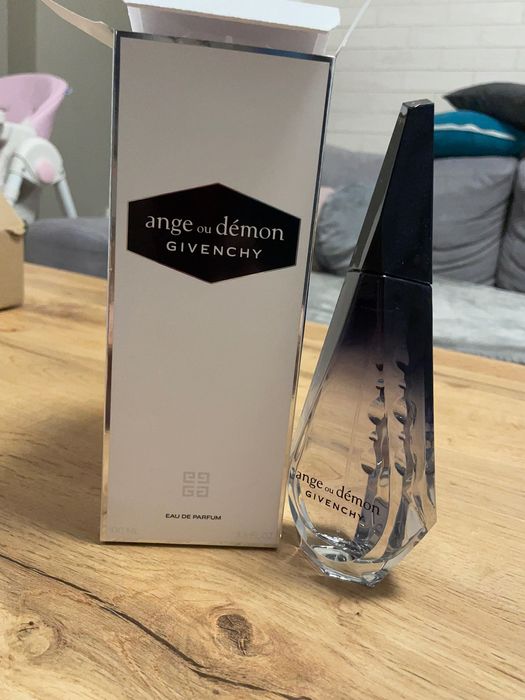 ange ou démon
GIVENCHY
EAU DE PARFUM
ange ou démon
GIVENCHY